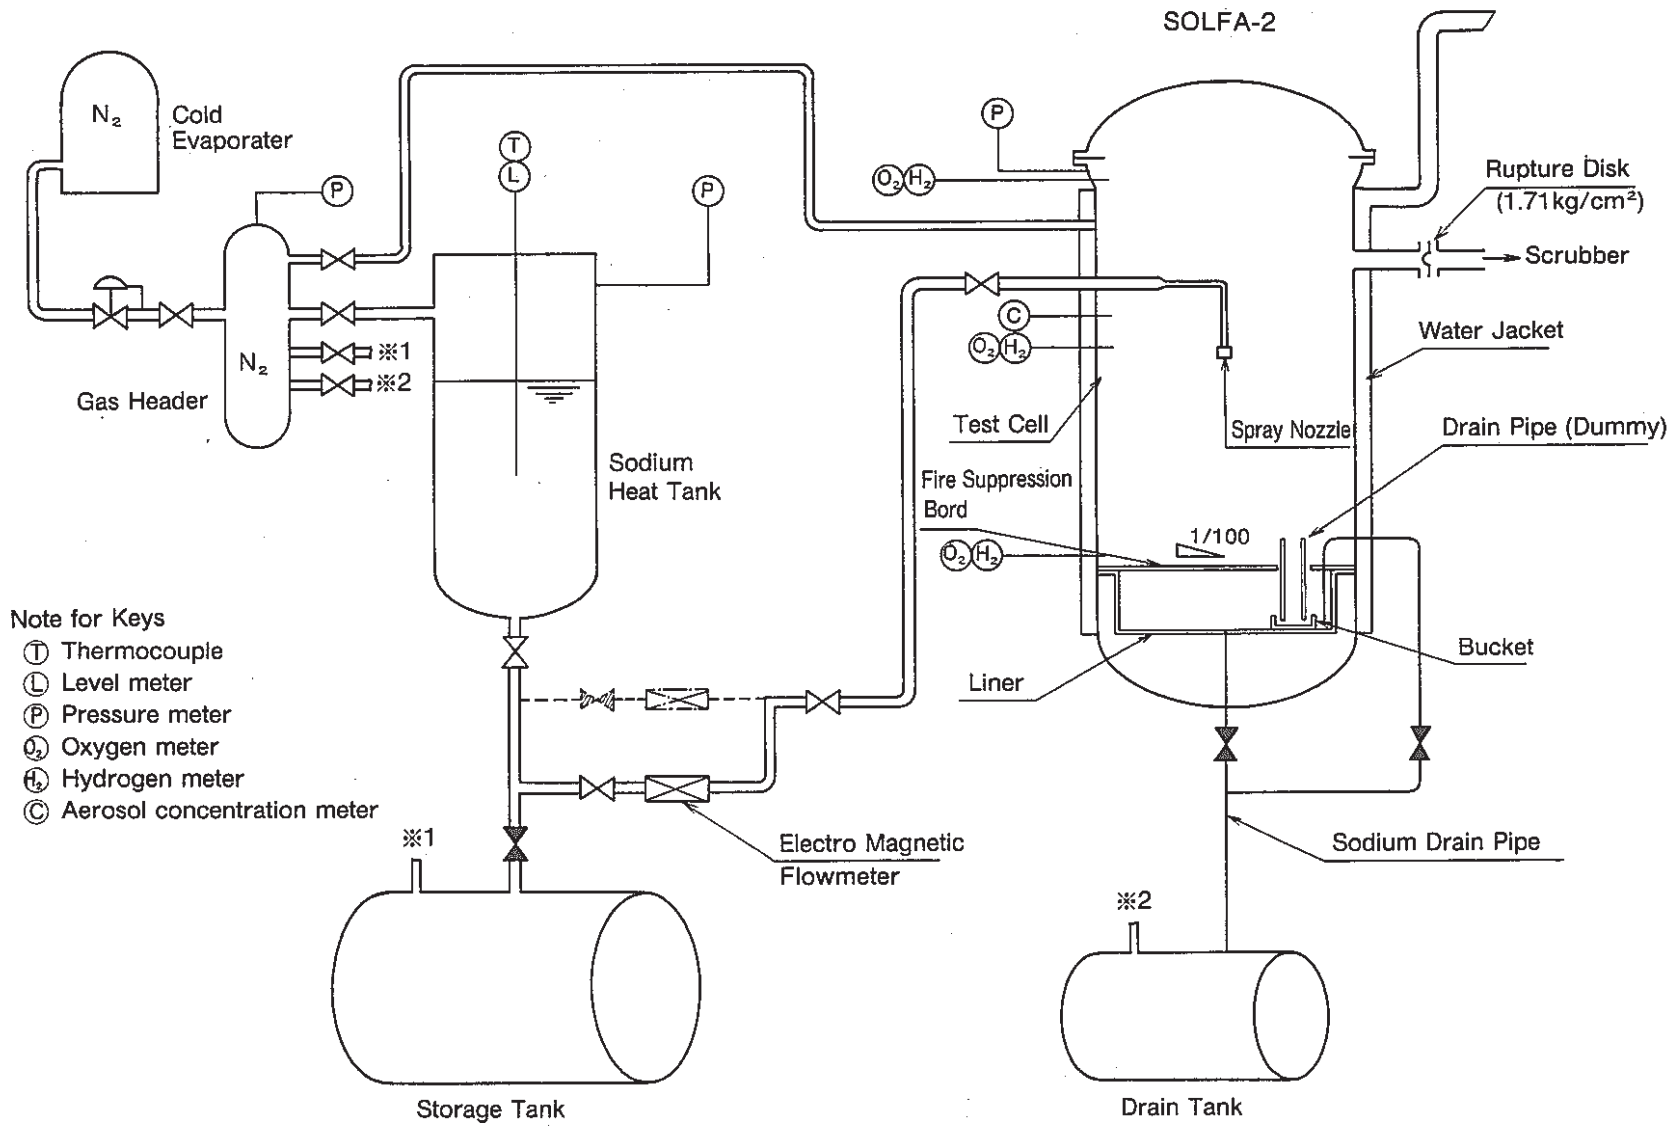 SOLFA-2
N₂
Cold
Evaporater
P
T
L
P
P
O₂ H₂
Rupture Disk
(1.71kg/cm²)
Scrubber
N₂
Gas Header
※1
※2
C
O₂ H₂
Water Jacket
Test Cell
Spray Nozzle
Drain Pipe (Dummy)
Sodium
Heat Tank
Fire Suppression
Bord
1/100
O₂ H₂
Bucket
Liner
Note for Keys
T Thermocouple
L Level meter
P Pressure meter
O₂ Oxygen meter
H₂ Hydrogen meter
C Aerosol concentration meter
※1
Electro Magnetic
Flowmeter
Sodium Drain Pipe
※2
Storage Tank
Drain Tank